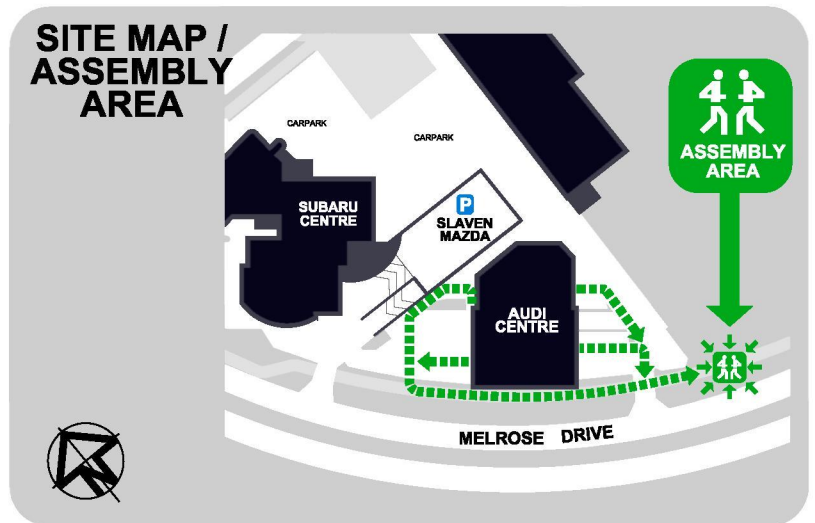 SITE MAP /
ASSEMBLY
AREA
CARPARK
CARPARK
ASSEMBLY
AREA
SUBARU
CENTRE
P
SLAVEN
MAZDA
AUDI
CENTRE
MELROSE DRIVE